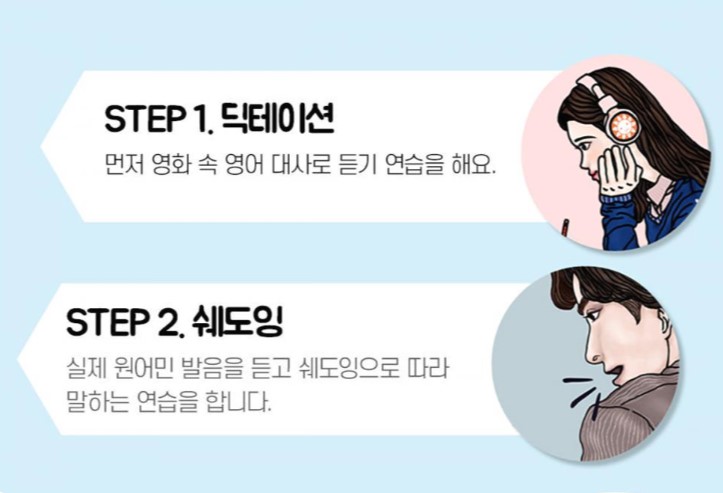 STEP 1. 딕테이션
먼저 영화 속 영어 대사로 듣기 연습을 해요.
STEP 2. 쉐도잉
실제 원어민 발음을 듣고 쉐도잉으로 따라
말하는 연습을 합니다.